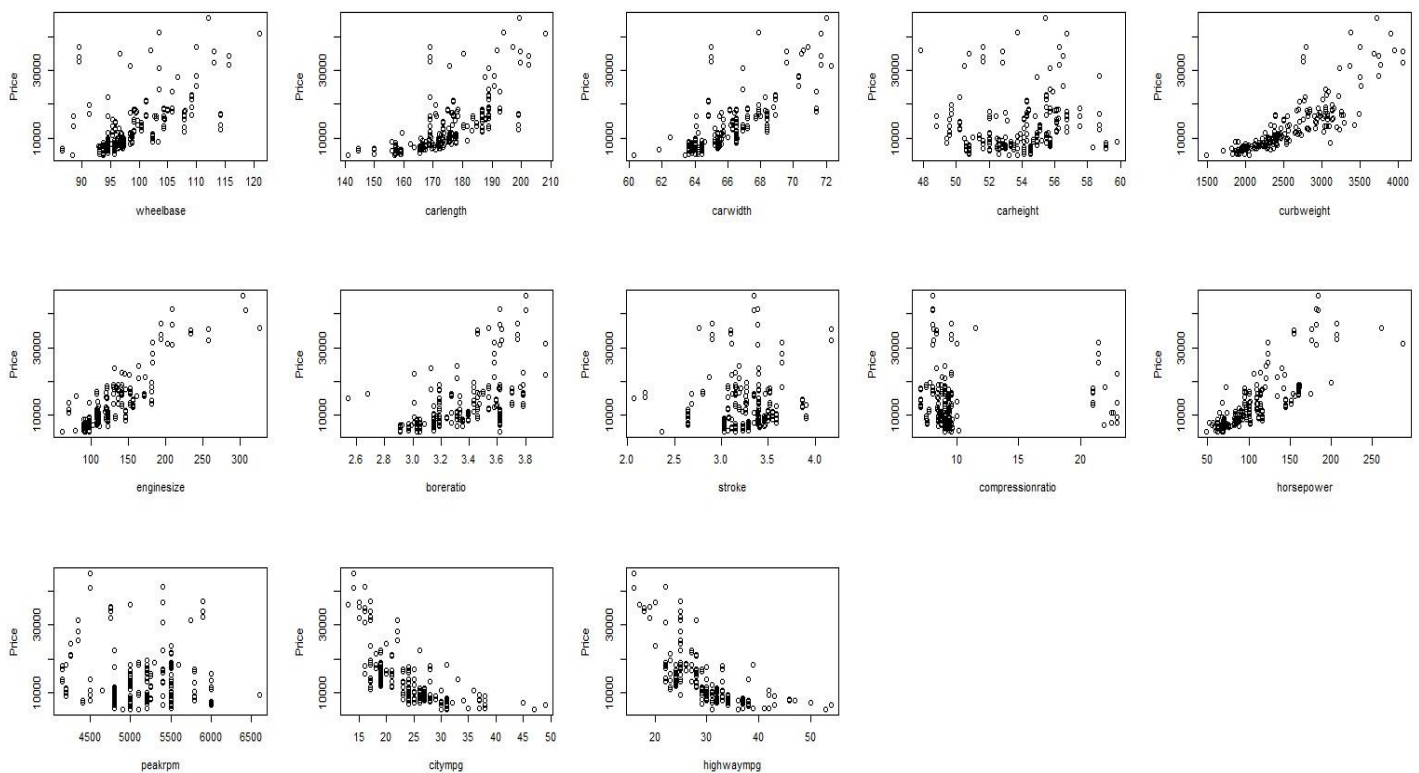 Price
30000
10000
90 95 100 105 110 115 121
wheelbase
Price
30000
10000
140 150 160 170 180 190 200 210
carlength
Price
30000
10000
60 62 64 66 68 70 72
carwidth
Price
30000
10000
48 50 52 54 56 58 60
carheight
Price
30000
10000
1500 2000 2500 3000 3500 4000
curbweight
Price
30000
10000
100 150 200 250 300
enginesize
Price
30000
10000
2.6 2.8 3.0 3.2 3.4 3.6 3.8
boreratio
Price
30000
10000
2.0 2.5 3.0 3.5 4.0
stroke
Price
30000
10000
10 15 20
compressionratio
Price
30000
10000
50 100 150 200 250
horsepower
Price
30000
10000
4500 5000 5500 6000 6500
peakrpm
Price
30000
10000
15 20 25 30 35 40 45 50
citympg
Price
30000
10000
20 30 40 50
highwaympg